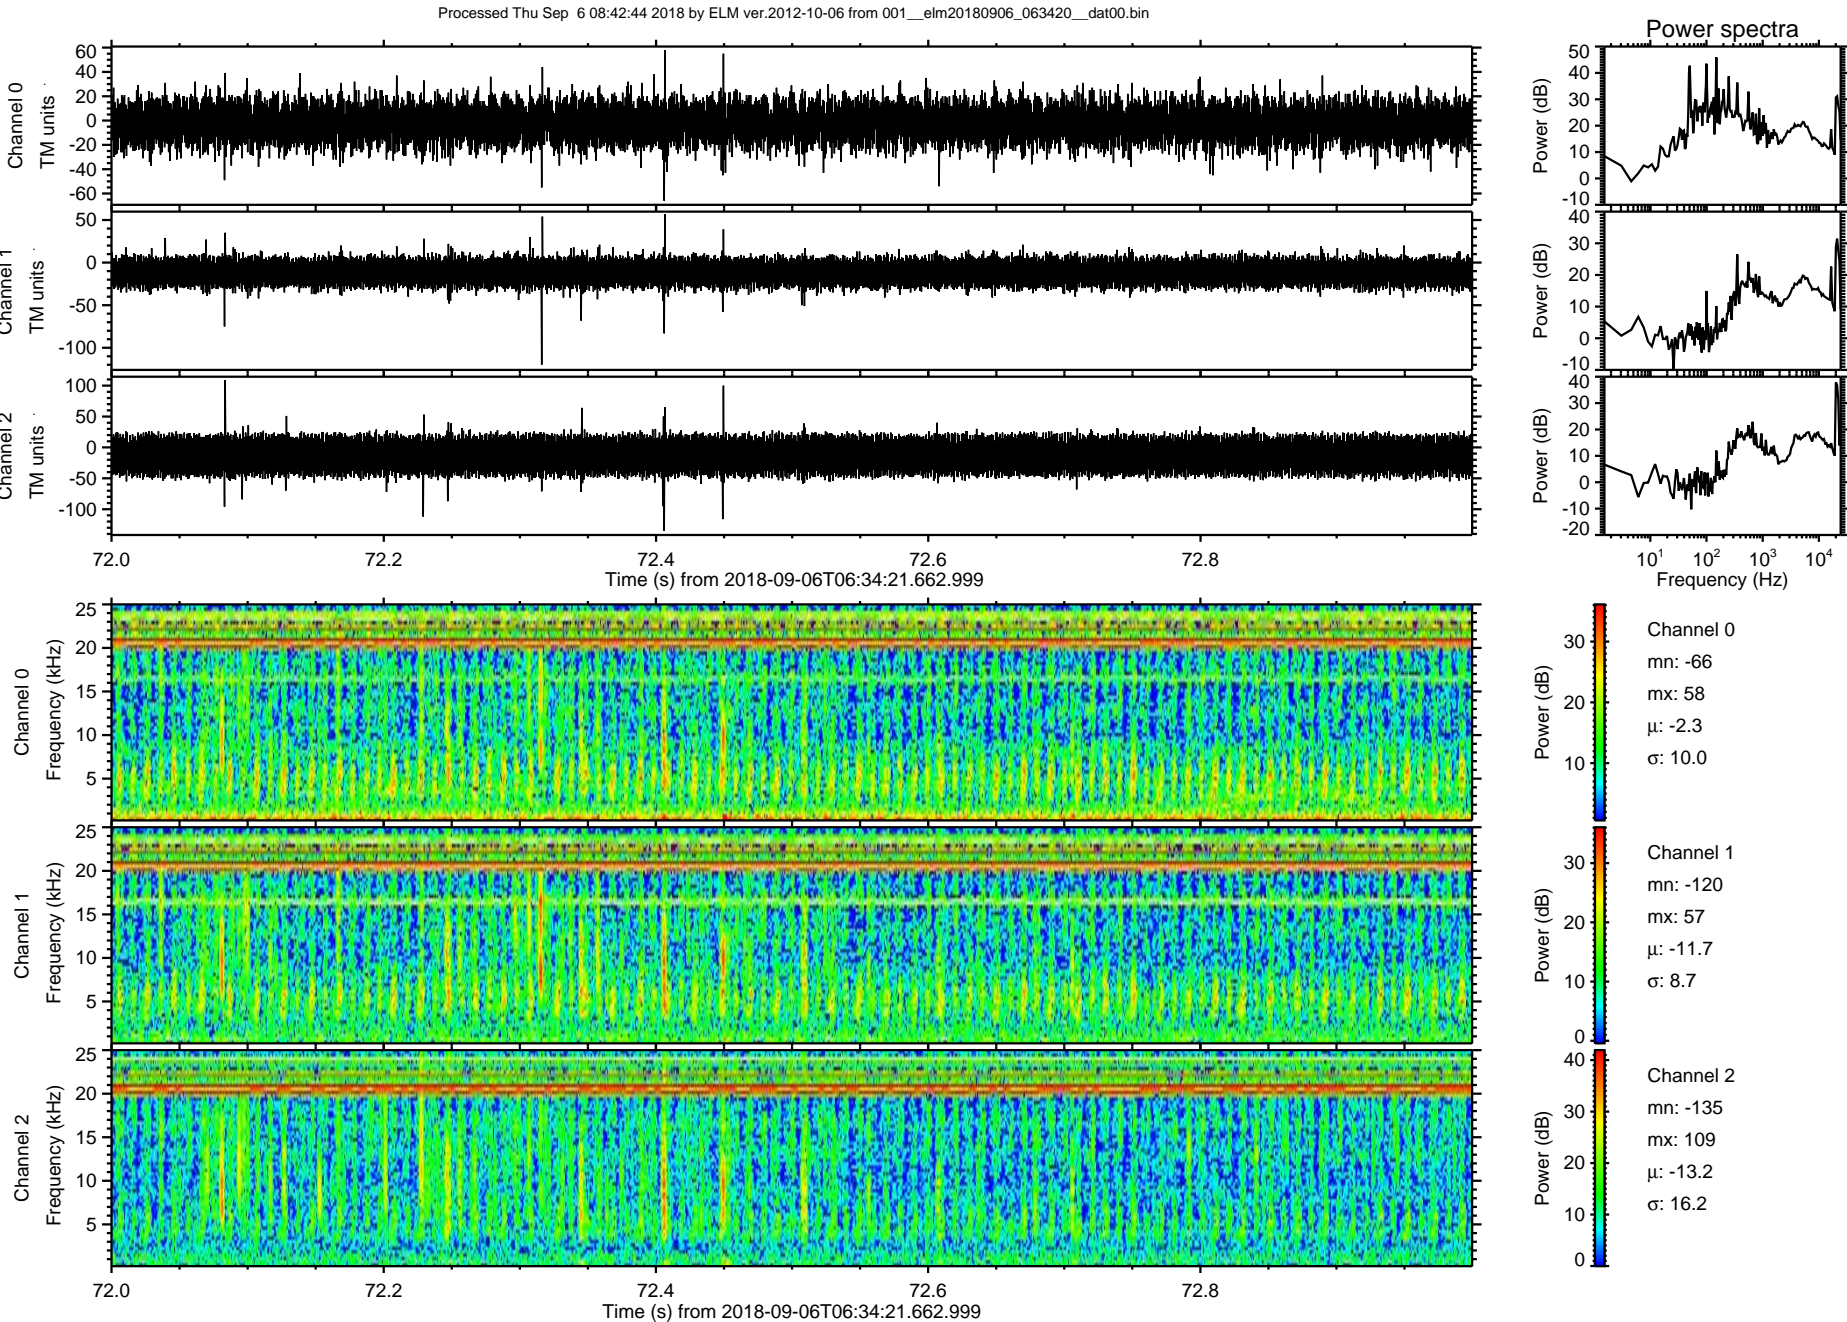 Processed Thu Sep  6 08:42:44 2018 by ELM ver.2012-10-06 from 001__elm20180906_063420__dat00.bin
Power spectra
Channel 0
TM units
60
40
20
0
-20
-40
-60
Power (dB)
50
40
30
20
10
0
-10
Channel 1
TM units
50
0
-50
-100
Power (dB)
40
30
20
10
0
-10
Channel 2
TM units
100
50
0
-50
-100
Power (dB)
40
30
20
10
0
-10
-20
72.0 72.2 72.4 72.6 72.8
Time (s) from 2018-09-06T06:34:21.662.999
10¹ 10² 10³ 10⁴
Frequency (Hz)
Channel 0
Frequency (kHz)
25
20
15
10
5
Power (dB)
30
20
10
Channel 0
mn: -66
mx: 58
μ: -2.3
σ: 10.0
Channel 1
Frequency (kHz)
25
20
15
10
5
Power (dB)
30
20
10
0
Channel 1
mn: -120
mx: 57
μ: -11.7
σ: 8.7
Channel 2
Frequency (kHz)
25
20
15
10
5
Power (dB)
40
30
20
10
0
Channel 2
mn: -135
mx: 109
μ: -13.2
σ: 16.2
72.0 72.2 72.4 72.6 72.8
Time (s) from 2018-09-06T06:34:21.662.999